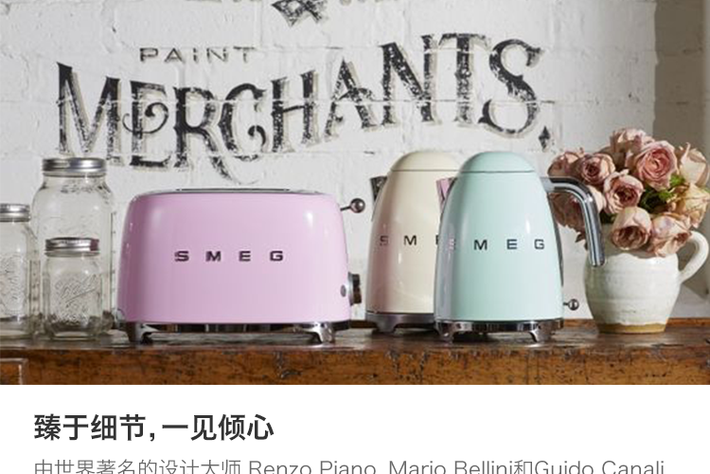 PAINT
MERCHANTS,
SMEG
SME
SMEG
臻于细节，一见倾心
由世界著名的设计大师 Renzo Piano, Mario Bellini和Guido Canali